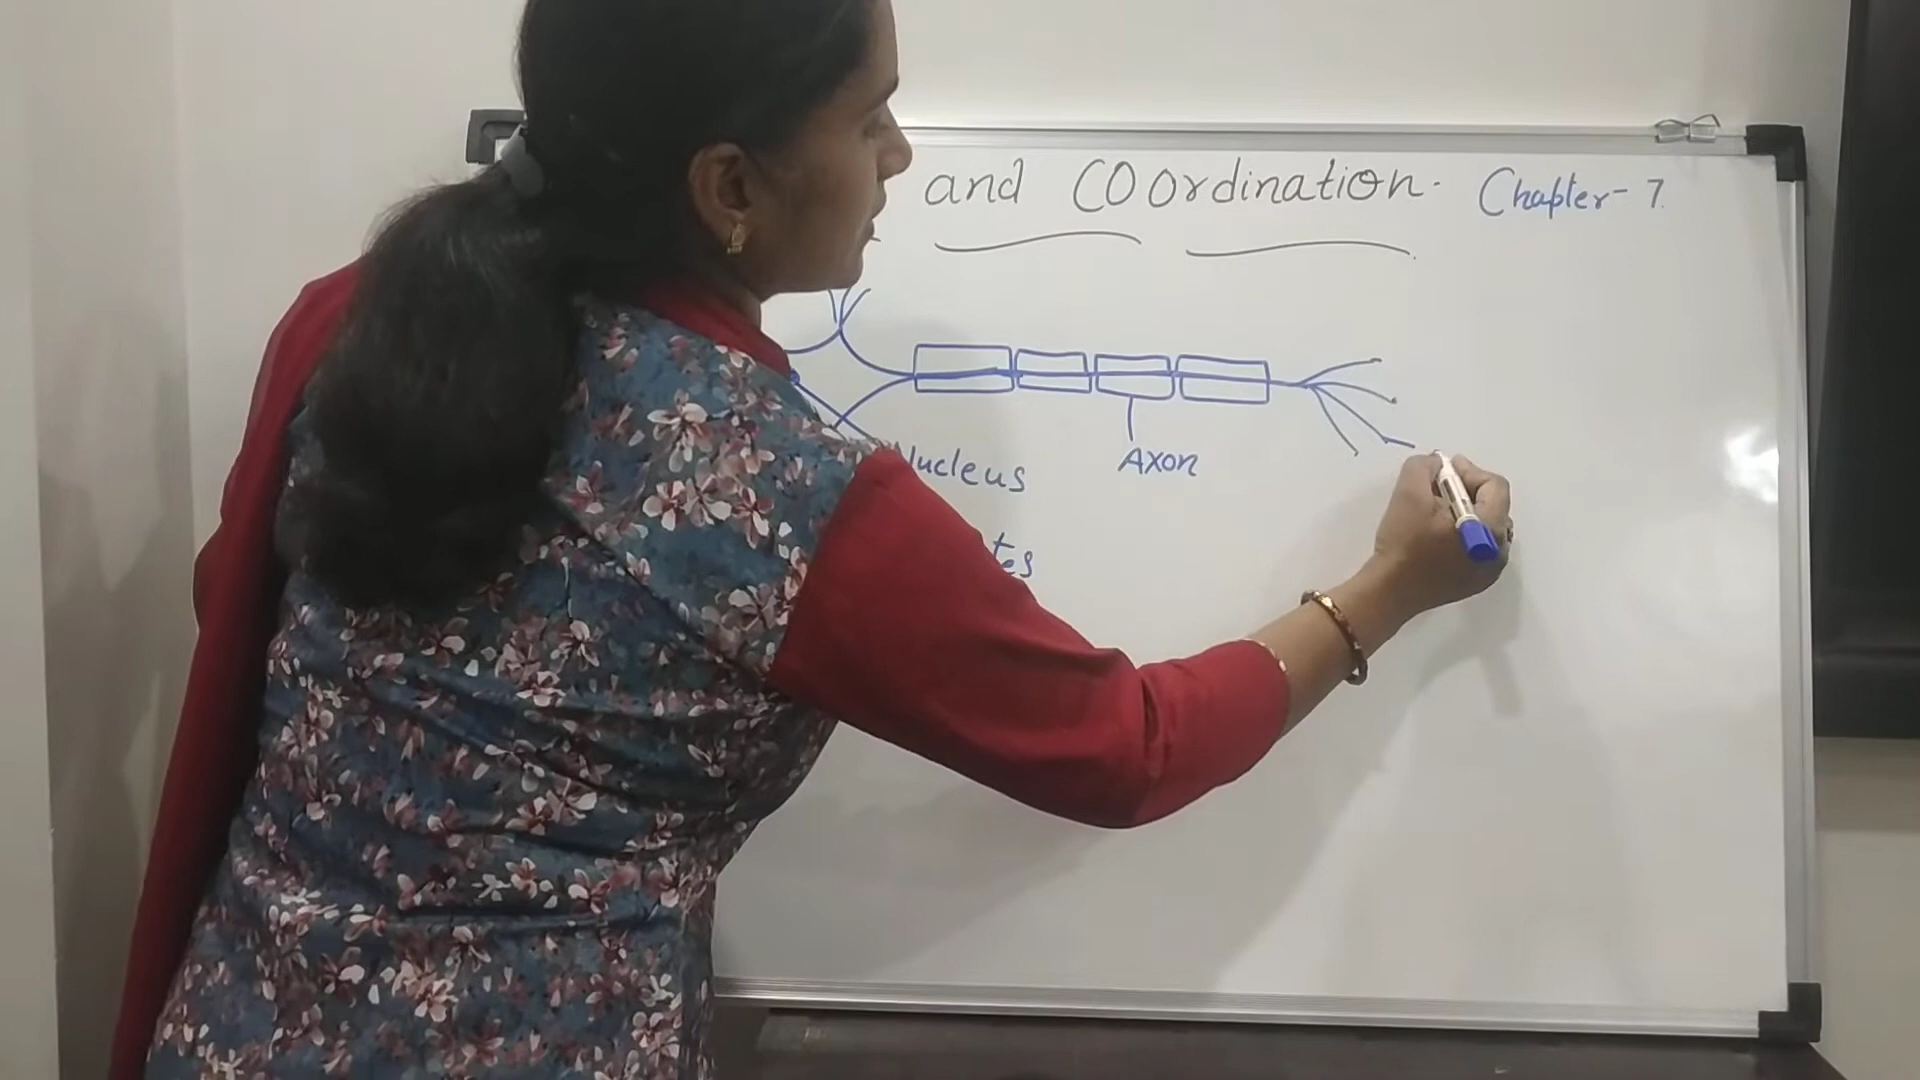 and COOrdination. Chapter- 7.
Nucleus Axon